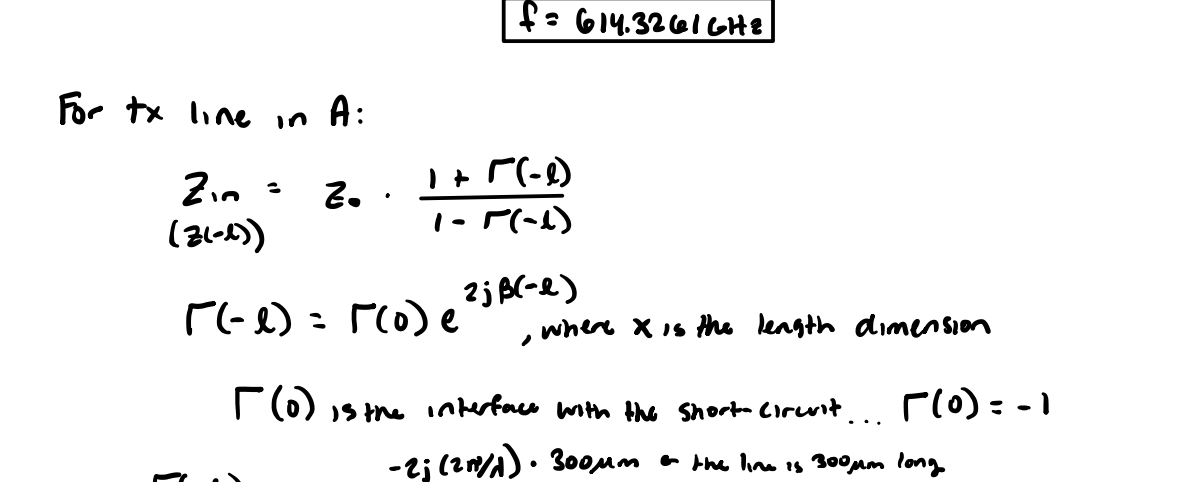 f = 614.3261 GHz
For tx line in A:
Zin = Z₀ · (1 + Γ(-l)) / (1 - Γ(-l))
(Z(-l))
Γ(-l) = Γ(0) e^(2jβ(-l)), where x is the length dimension
Γ(0) is the interface with the short-circuit... Γ(0) = -1
-2j(2π/λ) · 300μm the line is 300μm long